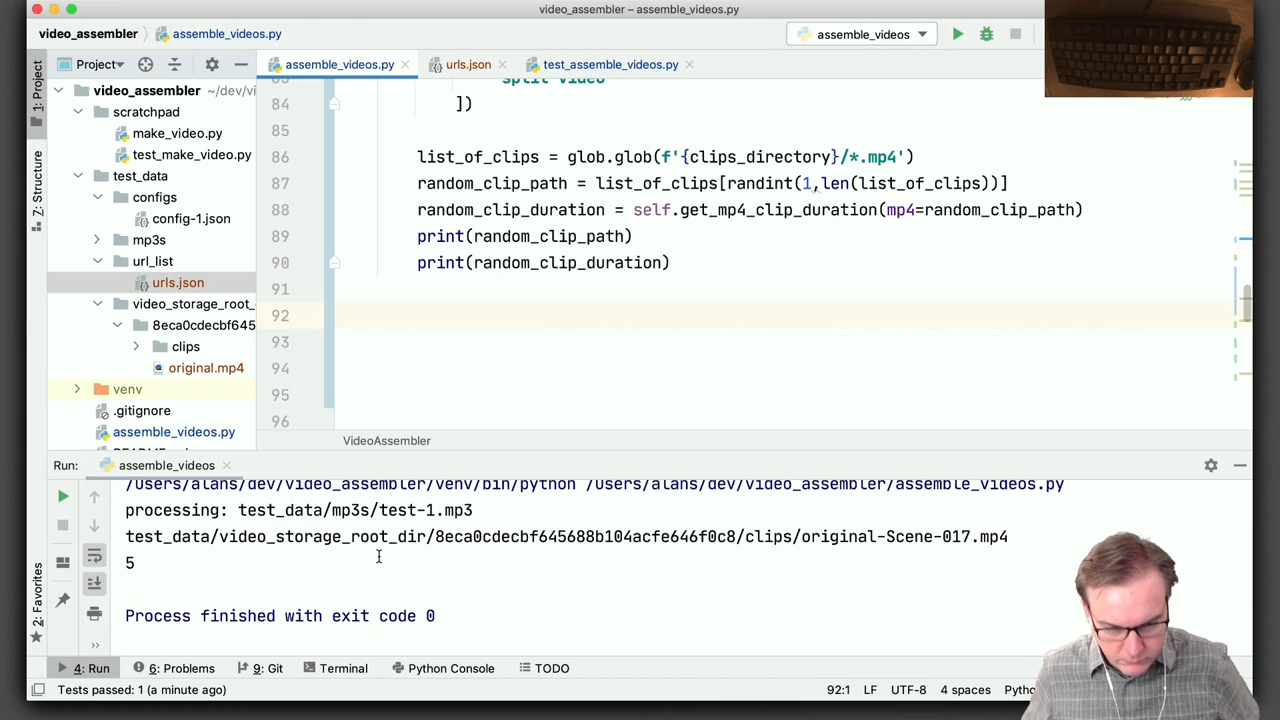 video_assembler – assemble_videos.py
video_assembler
assemble_videos.py
assemble_videos
1: Project
Project
assemble_videos.py
urls.json
test_assemble_videos.py
video_assembler ~/dev/vi
scratchpad
make_video.py
test_make_video.py
test_data
configs
config-1.json
mp3s
url_list
urls.json
video_storage_root_
8eca0cdecbf645
clips
original.mp4
venv
.gitignore
assemble_videos.py
Z: Structure
2: Favorites
split video
84 ])
85
86 list_of_clips = glob.glob(f'{clips_directory}/*.mp4')
87 random_clip_path = list_of_clips[randint(1,len(list_of_clips))]
88 random_clip_duration = self.get_mp4_clip_duration(mp4=random_clip_path)
89 print(random_clip_path)
90 print(random_clip_duration)
91
92
93
94
95
96
VideoAssembler
Run: assemble_videos
/Users/alans/dev/video_assembler/venv/bin/python /Users/alans/dev/video_assembler/assemble_videos.py
processing: test_data/mp3s/test-1.mp3
test_data/video_storage_root_dir/8eca0cdecbf645688b104acfe646f0c8/clips/original-Scene-017.mp4
5
Process finished with exit code 0
4: Run
6: Problems
9: Git
Terminal
Python Console
TODO
Tests passed: 1 (a minute ago)
92:1 LF UTF-8 4 spaces Pytho